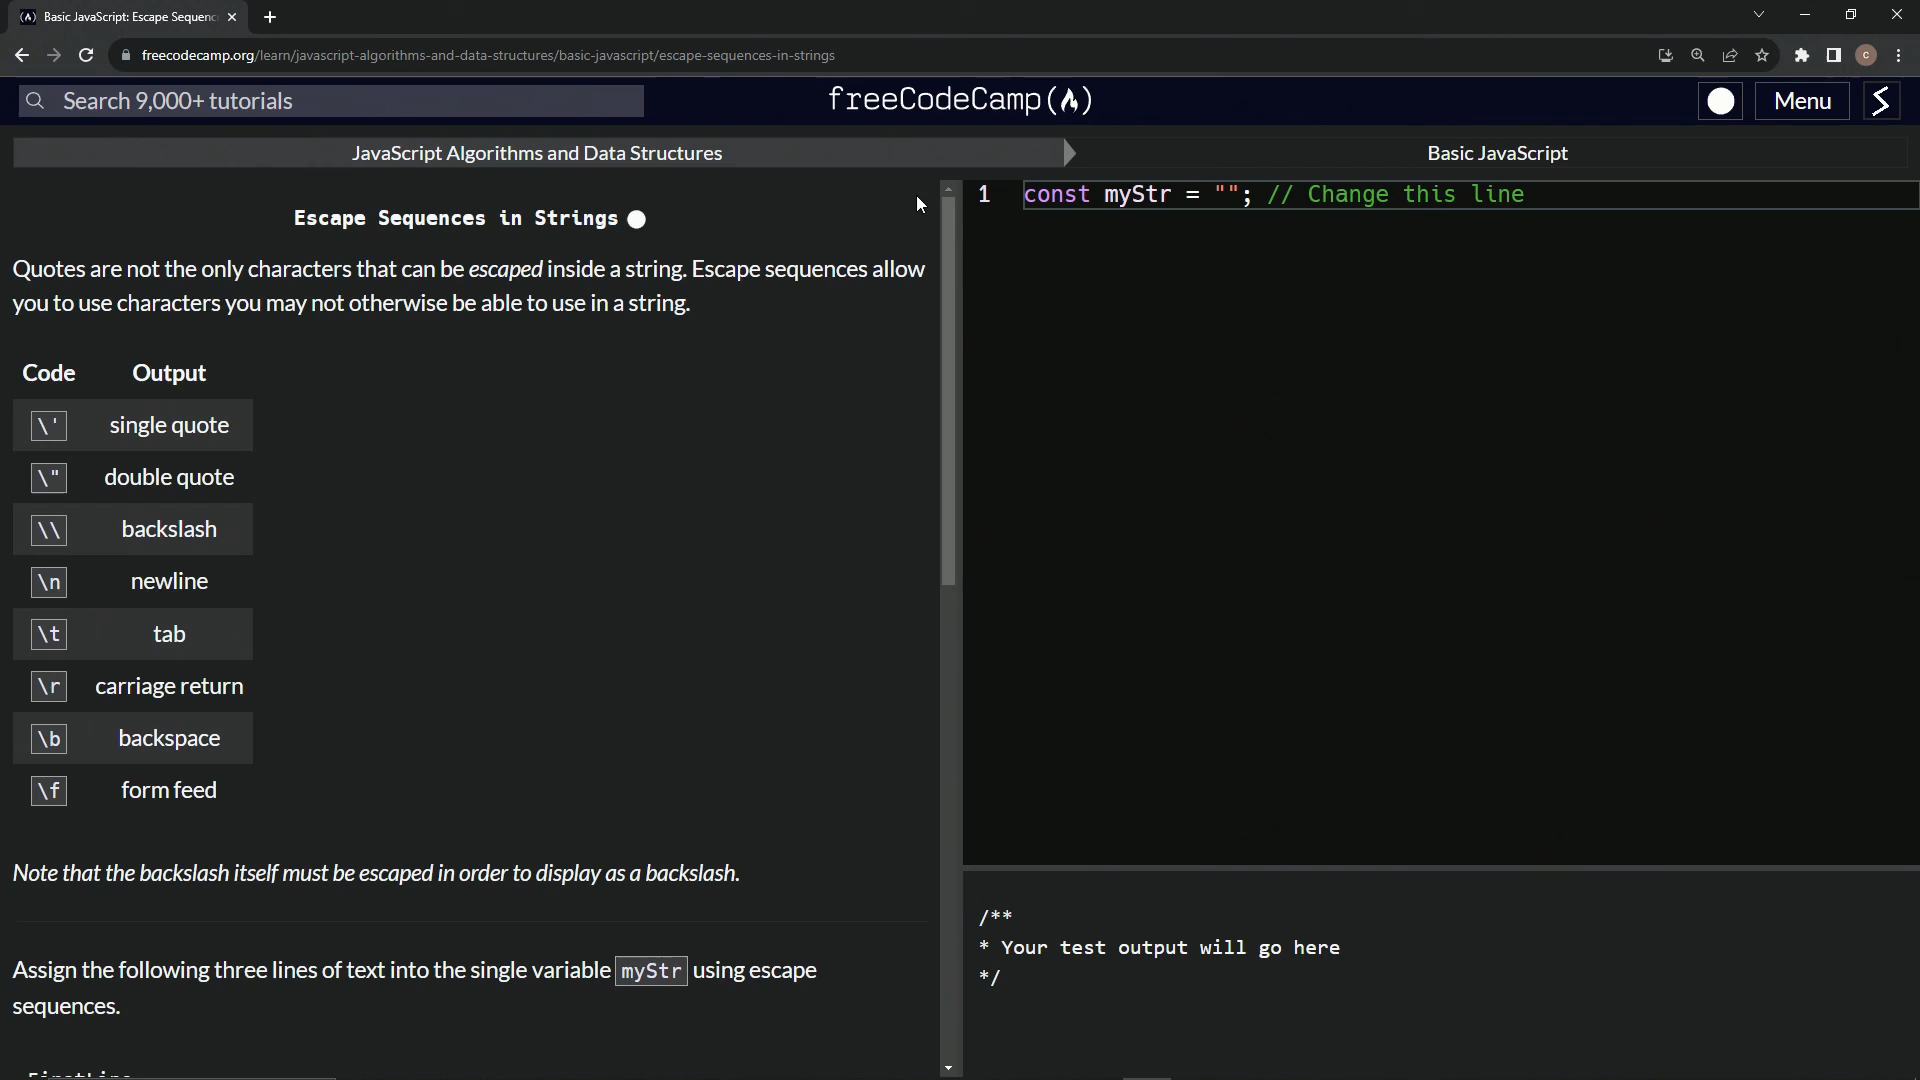 Basic JavaScript: Escape Sequenc
freecodecamp.org/learn/javascript-algorithms-and-data-structures/basic-javascript/escape-sequences-in-strings
c
Search 9,000+ tutorials
freeCodeCamp
Menu
JavaScript Algorithms and Data Structures
Basic JavaScript
Escape Sequences in Strings
Quotes are not the only characters that can be escaped inside a string. Escape sequences allow
you to use characters you may not otherwise be able to use in a string.
Code Output
\' single quote
\" double quote
\\ backslash
\n newline
\t tab
\r carriage return
\b backspace
\f form feed
Note that the backslash itself must be escaped in order to display as a backslash.
Assign the following three lines of text into the single variable myStr using escape
sequences.
1 const myStr = ""; // Change this line
/**
* Your test output will go here
*/